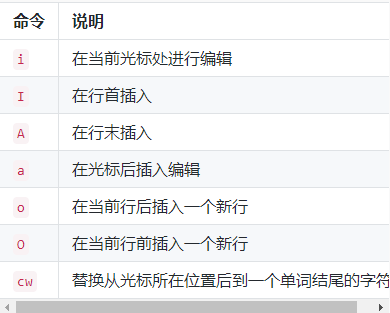 命令 说明
i 在当前光标处进行编辑
I 在行首插入
A 在行末插入
a 在光标后插入编辑
o 在当前行后插入一个新行
O 在当前行前插入一个新行
cw 替换从光标所在位置后到一个单词结尾的字符